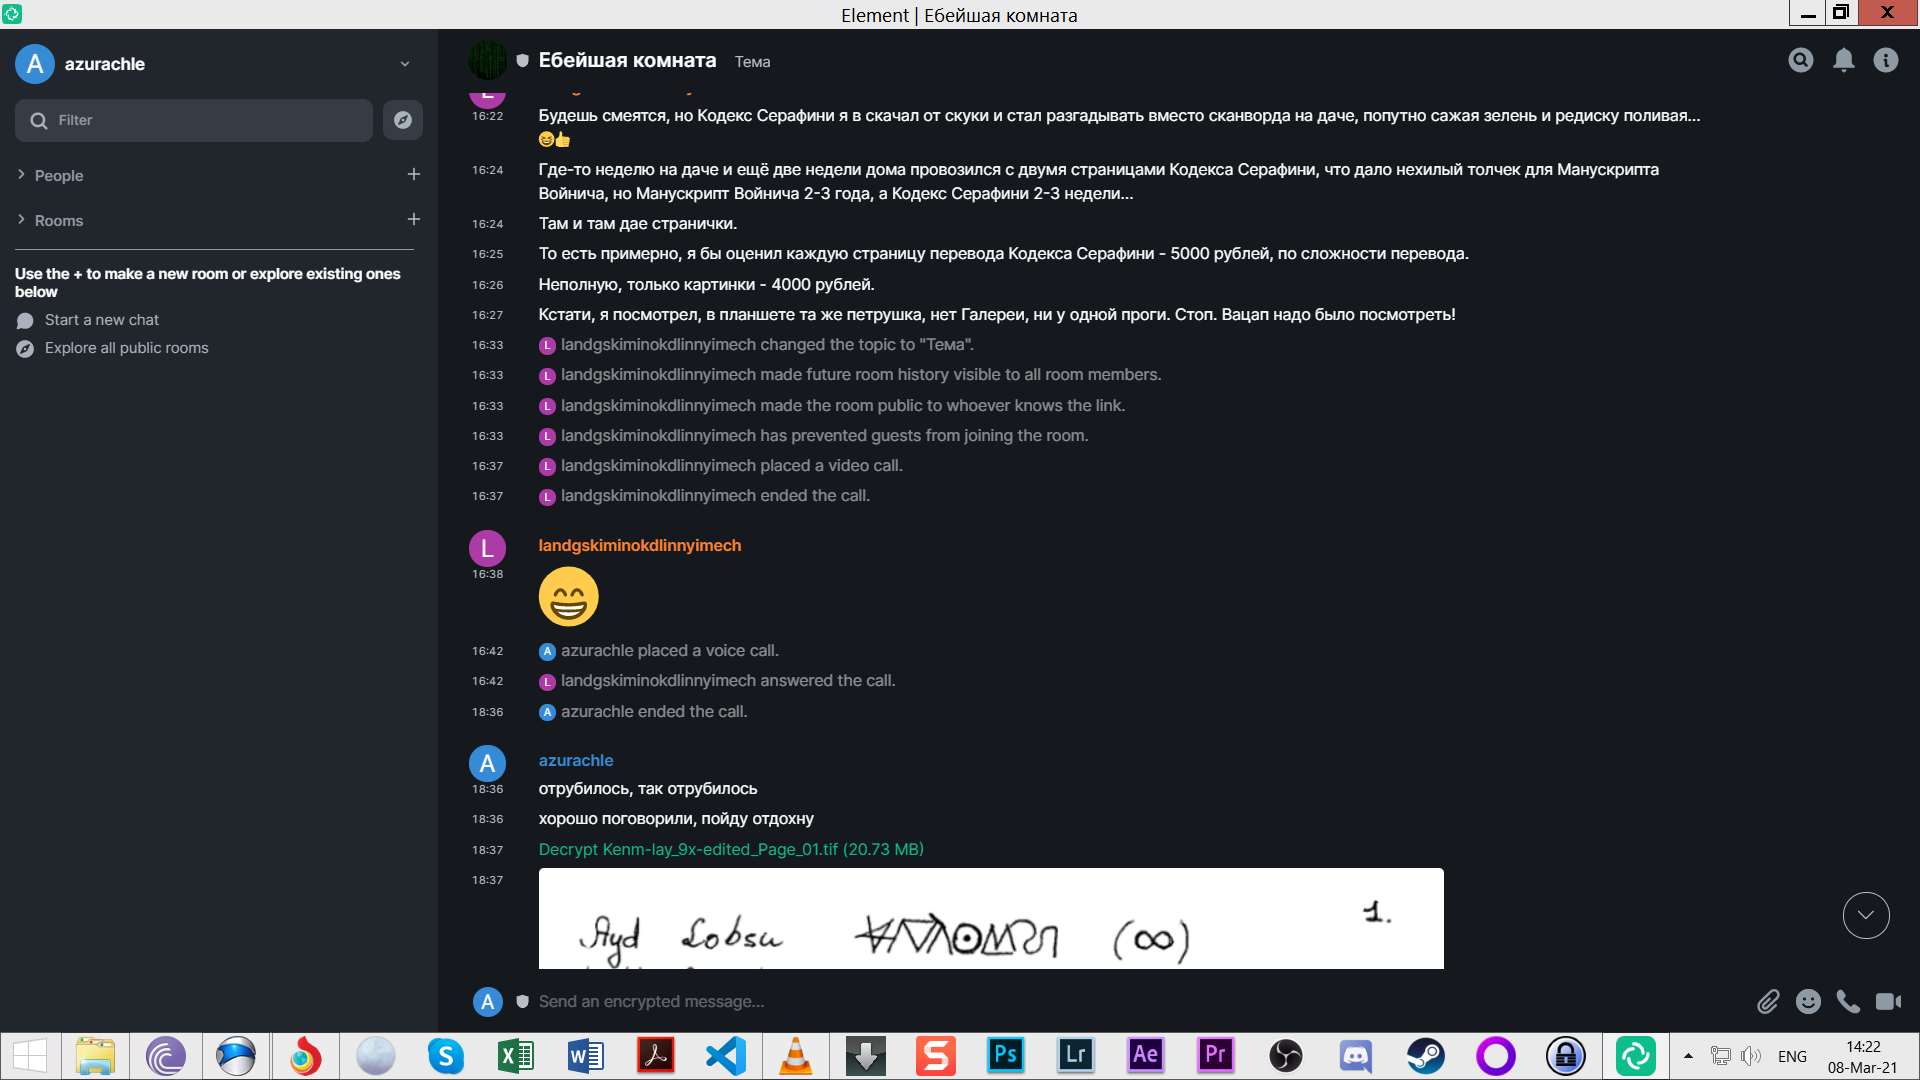 Element | Ебейшая комната
A azurachle
Filter
People
Rooms
Use the + to make a new room or explore existing ones
below
Start a new chat
Explore all public rooms
Ебейшая комната Тема
16:22 Будешь смеятся, но Кодекс Серафини я в скачал от скуки и стал разгадывать вместо сканворда на даче, попутно сажая зелень и редиску поливая...
😆👍
16:24 Где-то неделю на даче и ещё две недели дома провозился с двумя страницами Кодекса Серафини, что дало нехилый толчек для Манускрипта
Войнича, но Манускрипт Войнича 2-3 года, а Кодекс Серафини 2-3 недели...
16:24 Там и там дае странички.
16:25 То есть примерно, я бы оценил каждую страницу перевода Кодекса Серафини - 5000 рублей, по сложности перевода.
16:26 Неполную, только картинки - 4000 рублей.
16:27 Кстати, я посмотрел, в планшете та же петрушка, нет Галереи, ни у одной проги. Стоп. Вацап надо было посмотреть!
16:33 L landgskiminokdlinnyimech changed the topic to "Тема".
16:33 L landgskiminokdlinnyimech made future room history visible to all room members.
16:33 L landgskiminokdlinnyimech made the room public to whoever knows the link.
16:33 L landgskiminokdlinnyimech has prevented guests from joining the room.
16:37 L landgskiminokdlinnyimech placed a video call.
16:37 L landgskiminokdlinnyimech ended the call.
L landgskiminokdlinnyimech
16:38 😁
16:42 A azurachle placed a voice call.
16:42 L landgskiminokdlinnyimech answered the call.
18:36 A azurachle ended the call.
A azurachle
18:36 отрубилось, так отрубилось
18:36 хорошо поговорили, пойду отдохну
18:37 Decrypt Kenm-lay_9x-edited_Page_01.tif (20.73 MB)
18:37
1.
Ayd Lobsu (∞)
A Send an encrypted message...
S X W Ps Lr Ae Pr ENG 14:22
08-Mar-21